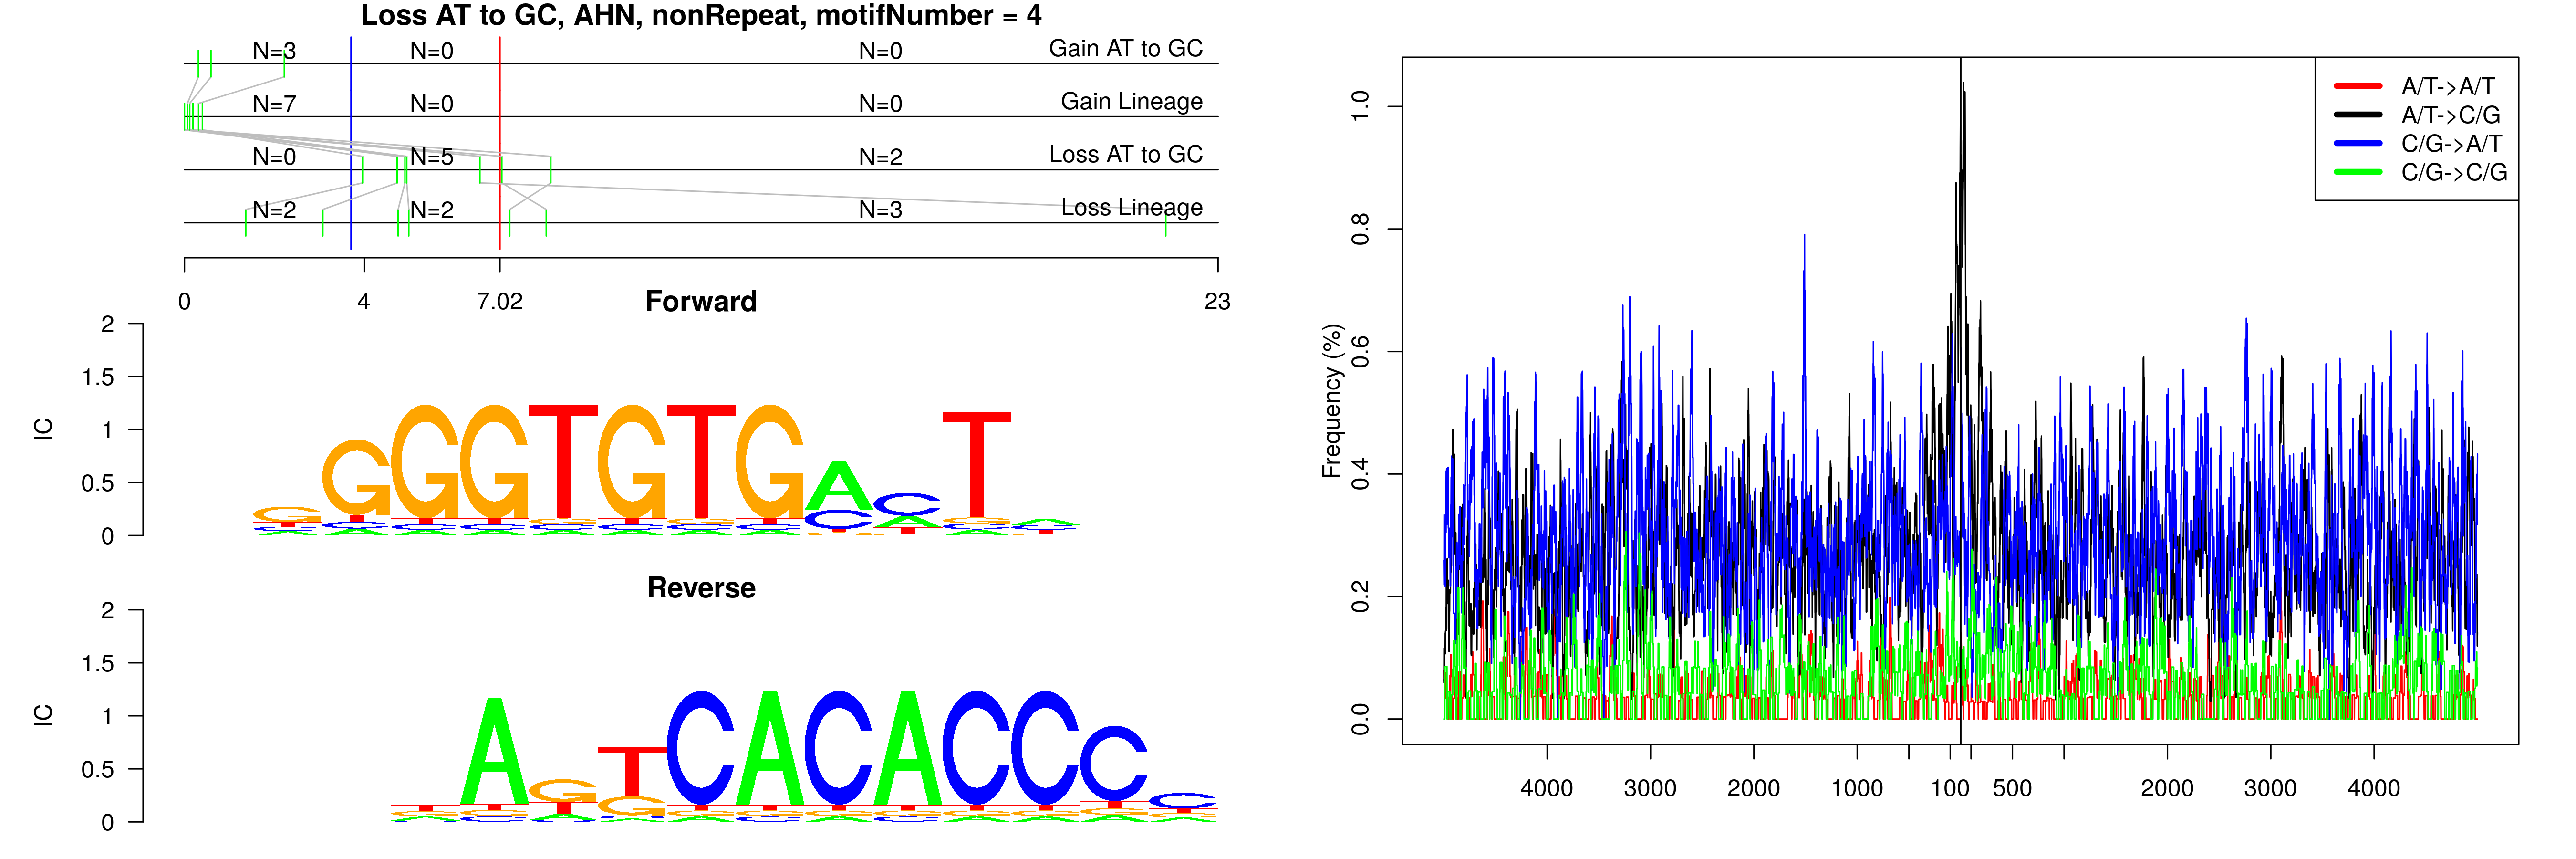 Loss AT to GC, AHN, nonRepeat, motifNumber = 4
N=3 N=0 N=0 Gain AT to GC
N=7 N=0 N=0 Gain Lineage
N=0 N=5 N=2 Loss AT to GC
N=2 N=2 N=3 Loss Lineage
0 4 7.02 23
Forward
2
1.5
1
0.5
0
IC
GGGGTGTGACT
Reverse
2
1.5
1
0.5
0
IC
AGTCACACCCC
A/T->A/T
A/T->C/G
C/G->A/T
C/G->C/G
1.0
0.8
0.6
0.4
0.2
0.0
Frequency (%)
4000 3000 2000 1000 100 500 2000 3000 4000